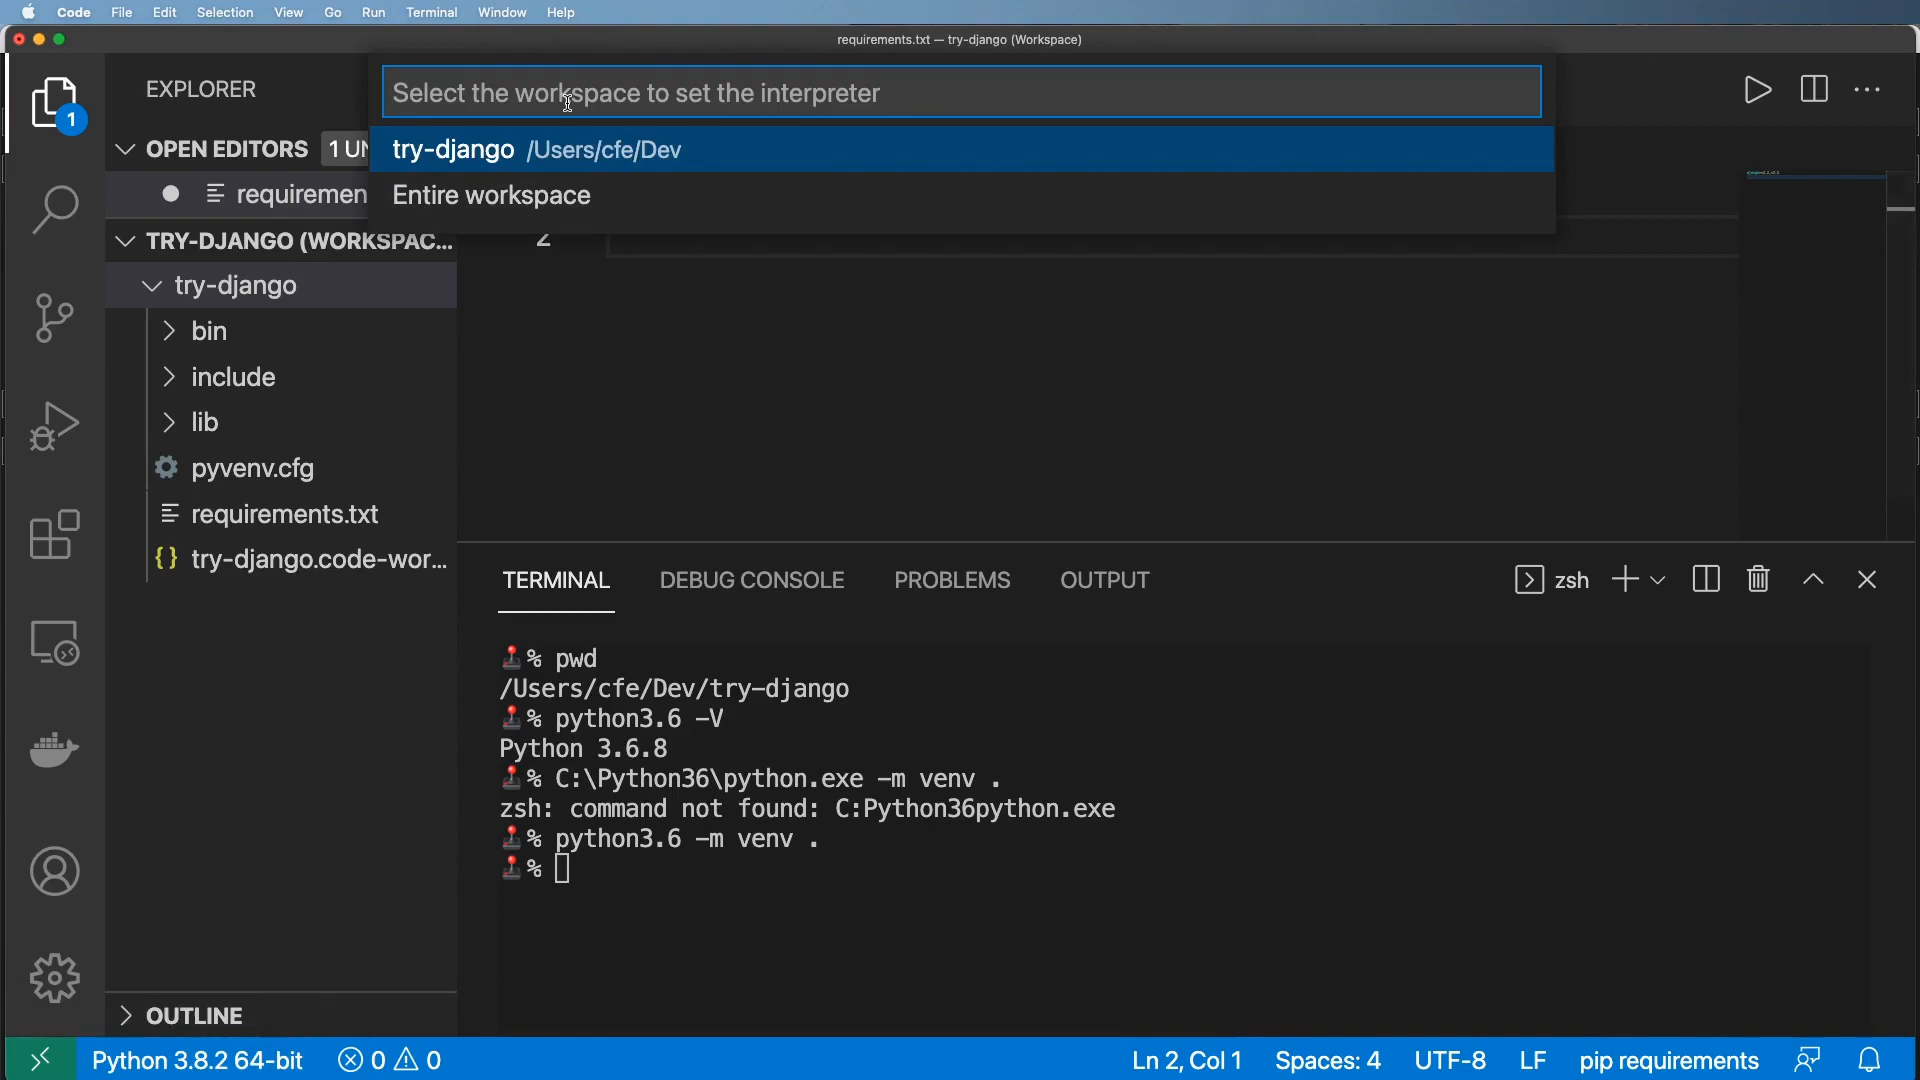 Code File Edit Selection View Go Run Terminal Window Help
requirements.txt — try-django (Workspace)
EXPLORER
Select the workspace to set the interpreter
OPEN EDITORS 1 UN
try-django /Users/cfe/Dev
requiremen
Entire workspace
TRY-DJANGO (WORKSPAC...
2
try-django
bin
include
lib
pyvenv.cfg
requirements.txt
{} try-django.code-wor...
1
TERMINAL DEBUG CONSOLE PROBLEMS OUTPUT
zsh
% pwd
/Users/cfe/Dev/try-django
% python3.6 -V
Python 3.6.8
% C:\Python36\python.exe -m venv .
zsh: command not found: C:Python36python.exe
% python3.6 -m venv .
%
OUTLINE
Python 3.8.2 64-bit 0 0 Ln 2, Col 1 Spaces: 4 UTF-8 LF pip requirements